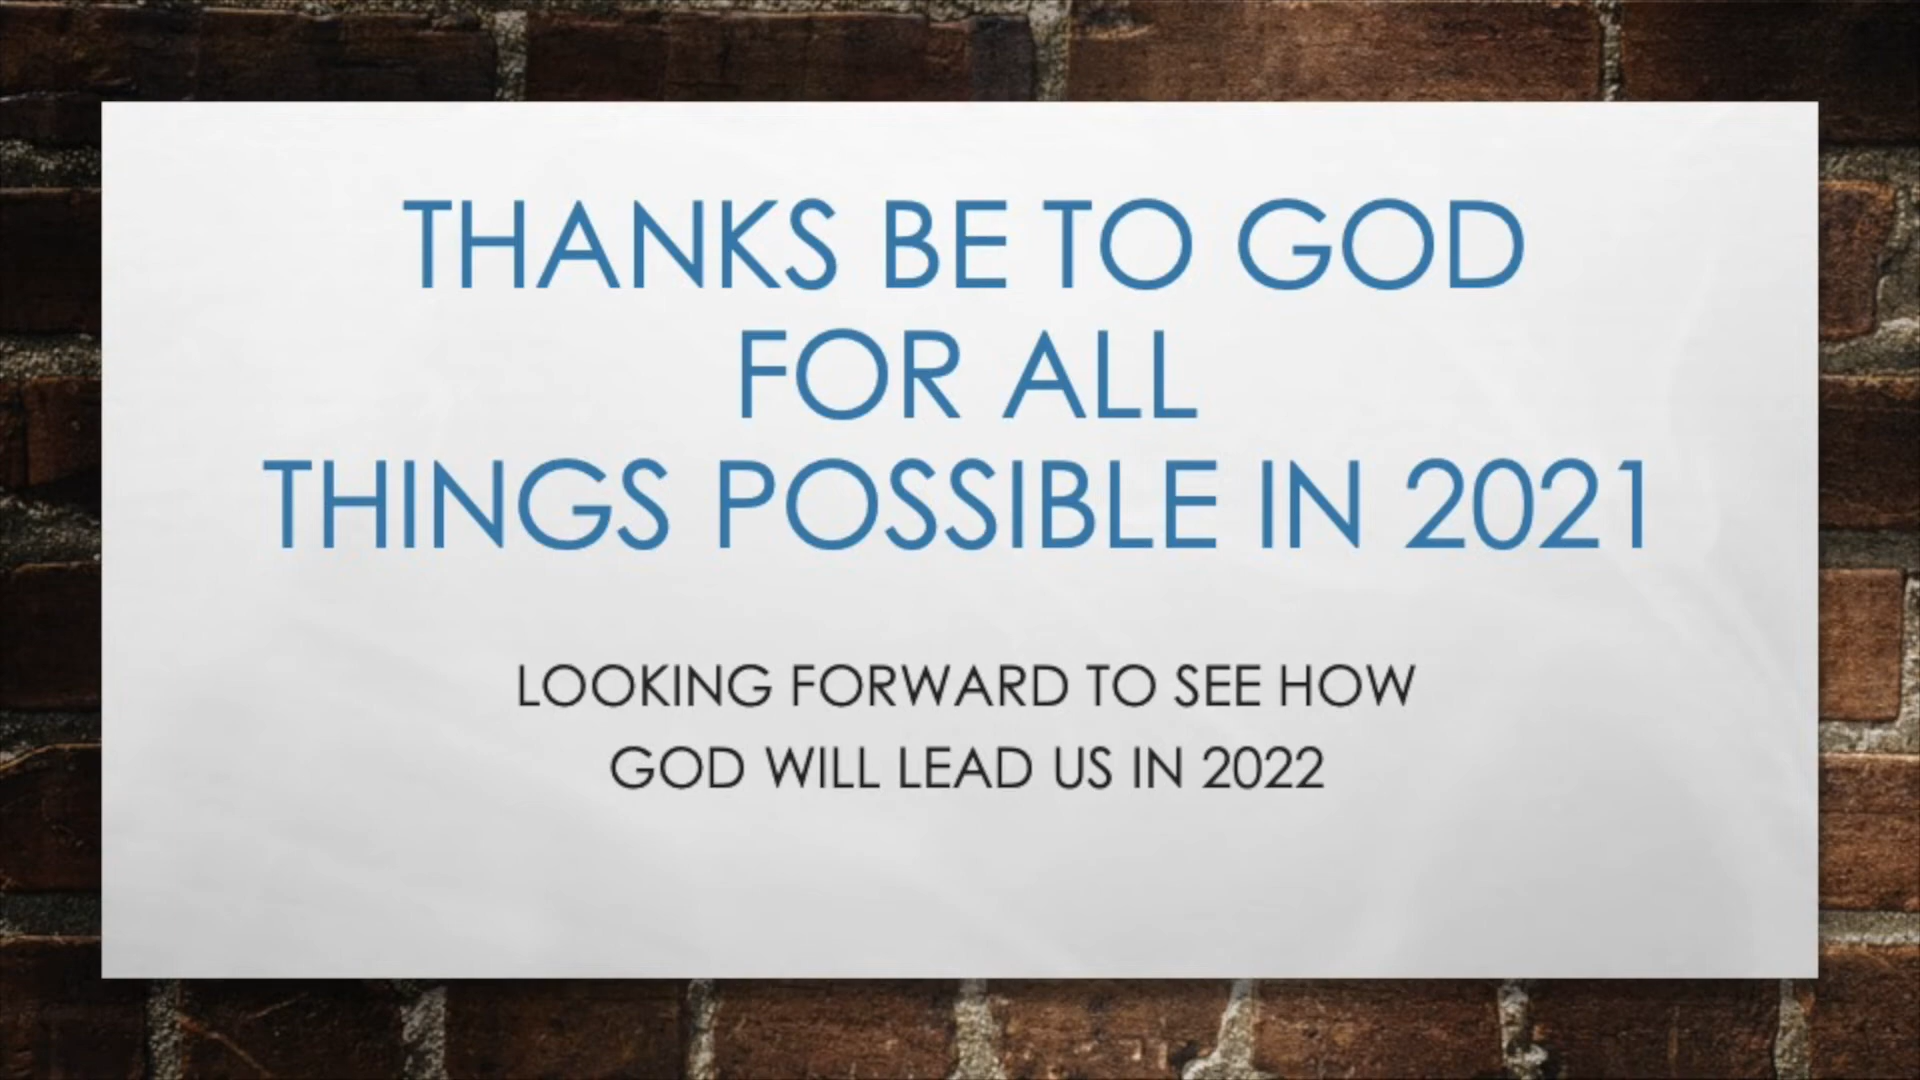 THANKS BE TO GOD
FOR ALL
THINGS POSSIBLE IN 2021
LOOKING FORWARD TO SEE HOW
GOD WILL LEAD US IN 2022